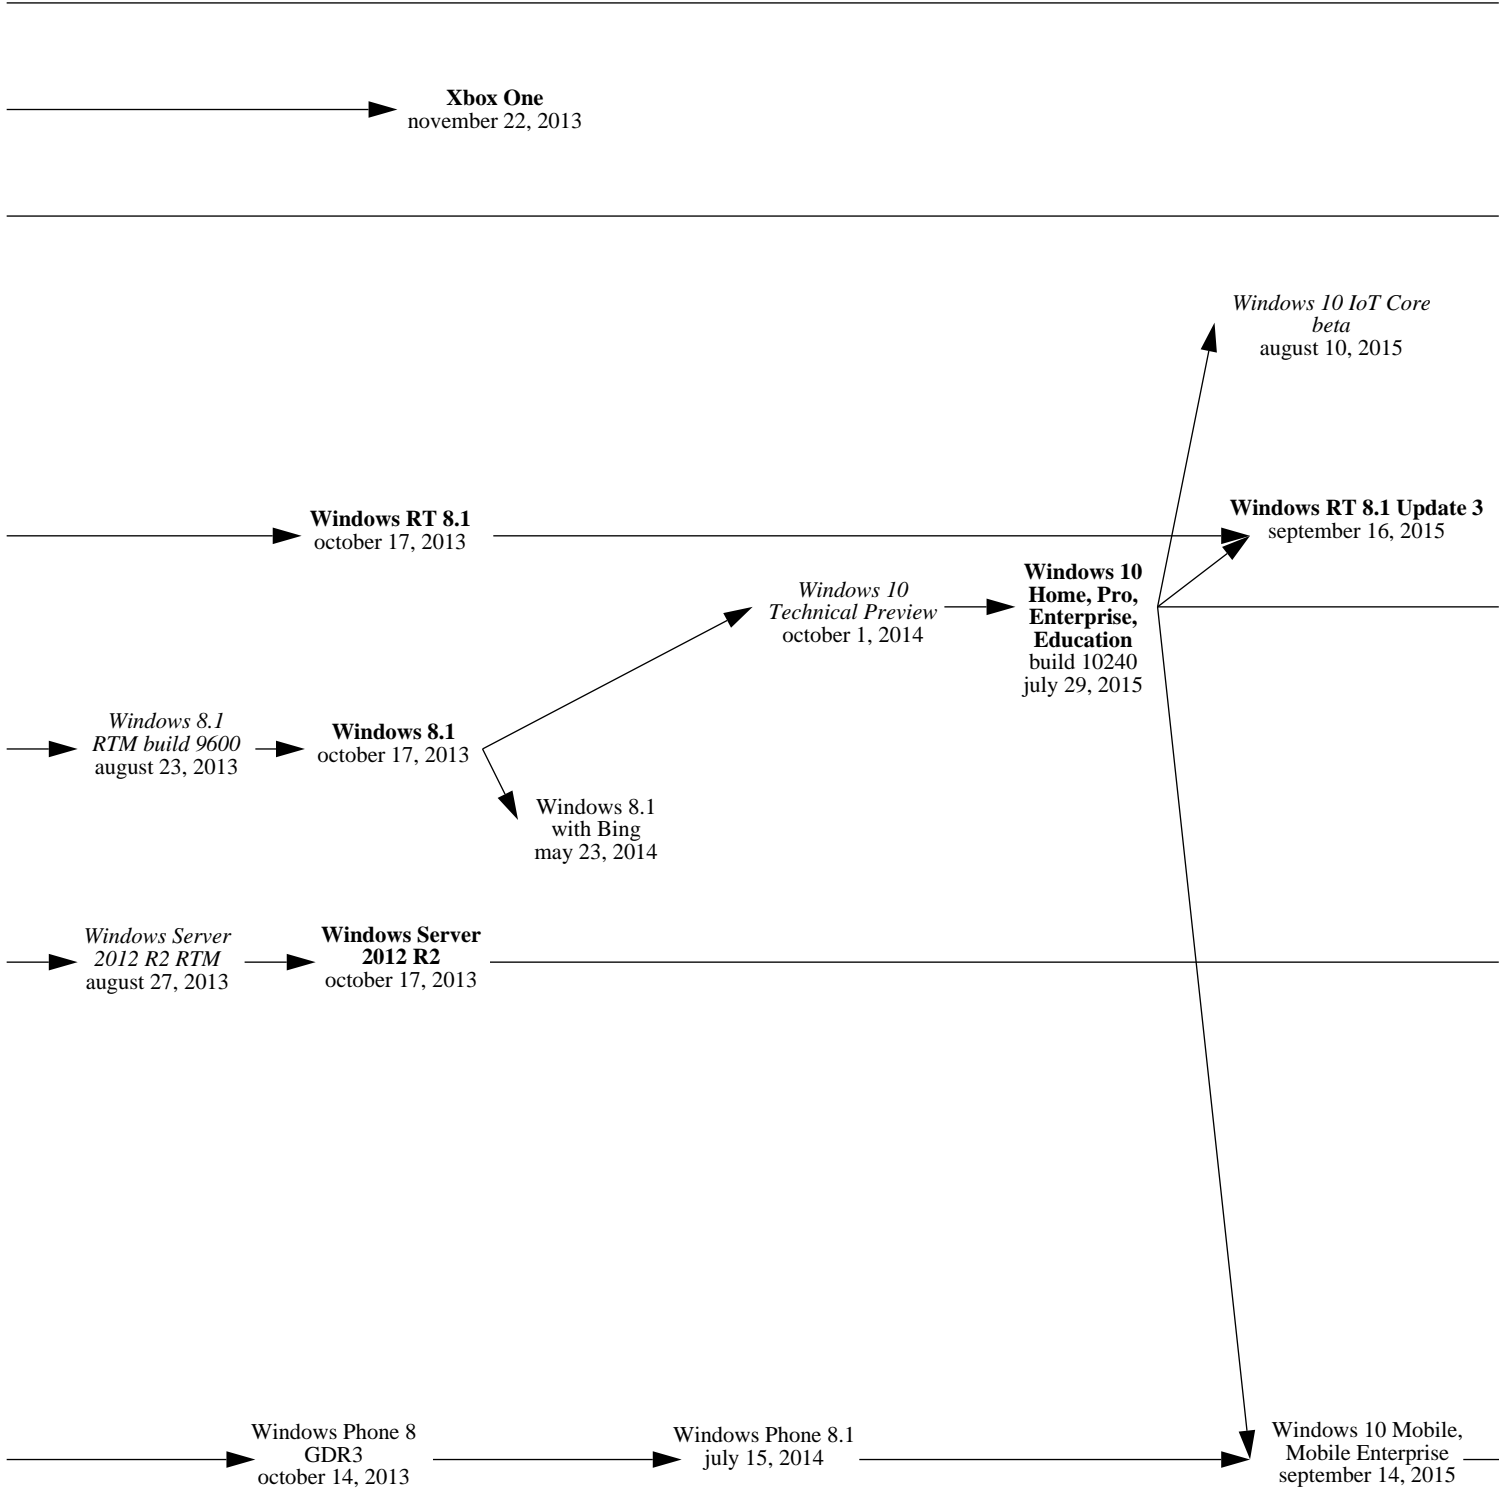 Xbox One
november 22, 2013
Windows 10 IoT Core
beta
august 10, 2015
Windows RT 8.1
october 17, 2013
Windows RT 8.1 Update 3
september 16, 2015
Windows 10
Technical Preview
october 1, 2014
Windows 10
Home, Pro,
Enterprise,
Education
build 10240
july 29, 2015
Windows 8.1
RTM build 9600
august 23, 2013
Windows 8.1
october 17, 2013
Windows 8.1
with Bing
may 23, 2014
Windows Server
2012 R2 RTM
august 27, 2013
Windows Server
2012 R2
october 17, 2013
Windows Phone 8
GDR3
october 14, 2013
Windows Phone 8.1
july 15, 2014
Windows 10 Mobile,
Mobile Enterprise
september 14, 2015